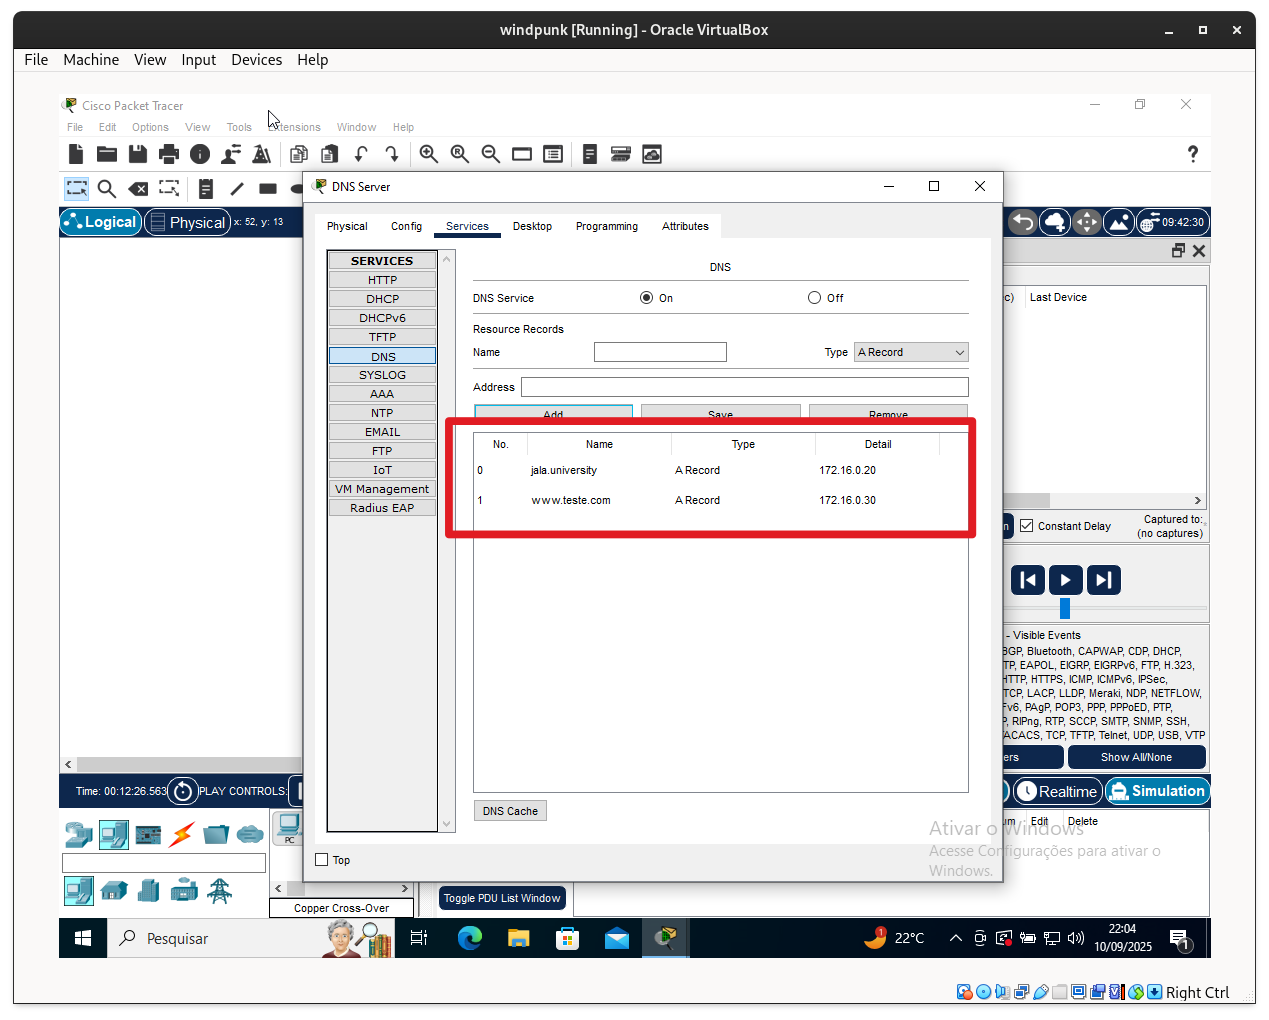 windpunk [Running] - Oracle VirtualBox
File Machine View Input Devices Help
Cisco Packet Tracer
File Edit Options View Tools Extensions Window Help
DNS Server
Logical Physical x: 52, y: 13
09:42:30
Physical Config Services Desktop Programming Attributes
SERVICES
HTTP
DHCP
DHCPv6
TFTP
DNS
SYSLOG
AAA
NTP
EMAIL
FTP
IoT
VM Management
Radius EAP
DNS
DNS Service On Off
Resource Records
Name Type A Record
Address
Add Save Remove
No. Name Type Detail
0 jala.university A Record 172.16.0.20
1 www.teste.com A Record 172.16.0.30
DNS Cache
Top
c) Last Device
Constant Delay Captured to:
(no captures)
- Visible Events
BGP, Bluetooth, CAPWAP, CDP, DHCP,
TP, EAPOL, EIGRP, EIGRPv6, FTP, H.323,
HTTP, HTTPS, ICMP, ICMPv6, IPSec,
TCP, LACP, LLDP, Meraki, NDP, NETFLOW,
Fv6, PAgP, POP3, PPP, PPPoED, PTP,
P, RIPng, RTP, SCCP, SMTP, SNMP, SSH,
ACACS, TCP, TFTP, Telnet, UDP, USB, VTP
ers Show All/None
Time: 00:12:26.563 PLAY CONTROLS:
Realtime Simulation
PC
um Edit Delete
Ativar o Windows
Acesse Configurações para ativar o
Windows.
Copper Cross-Over
Toggle PDU List Window
Pesquisar
1 22°C
22:04
10/09/2025
1
Right Ctrl